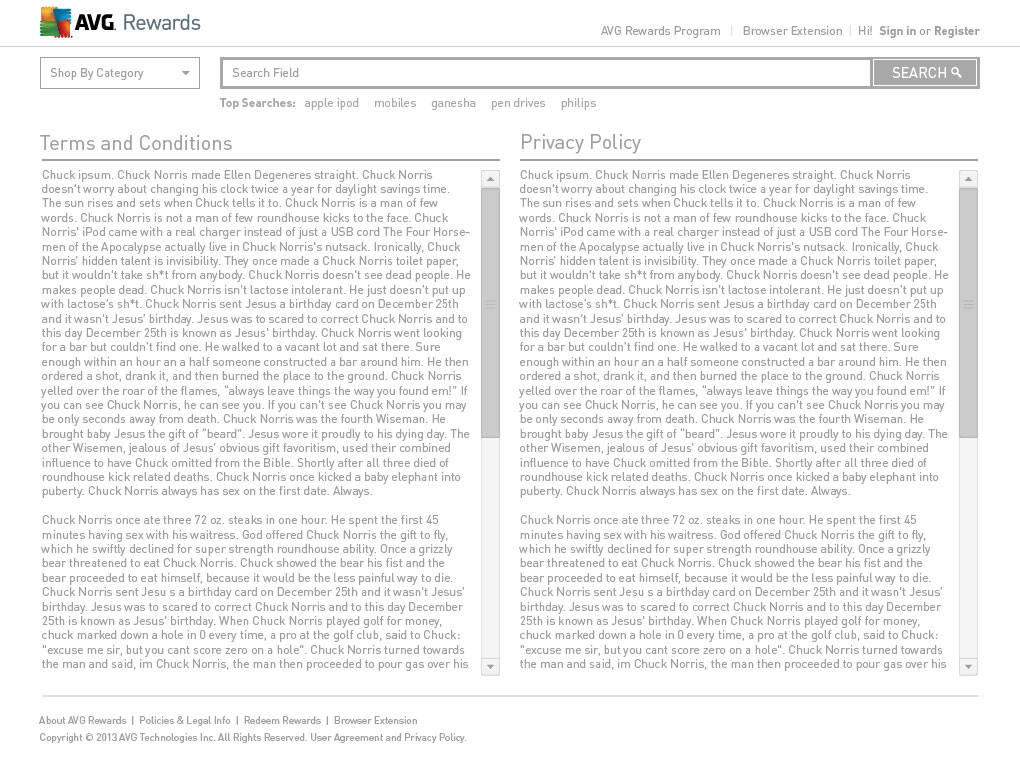 AVG. Rewards
AVG Rewards Program | Browser Extension | Hi! Sign in or Register
Shop By Category
Search Field
SEARCH
Top Searches: apple ipod mobiles ganesha pen drives philips
Terms and Conditions
Chuck ipsum. Chuck Norris made Ellen Degeneres straight. Chuck Norris
doesn't worry about changing his clock twice a year for daylight savings time.
The sun rises and sets when Chuck tells it to. Chuck Norris is a man of few
words. Chuck Norris is not a man of few roundhouse kicks to the face. Chuck
Norris' iPod came with a real charger instead of just a USB cord The Four Horse-
men of the Apocalypse actually live in Chuck Norris's nutsack. Ironically, Chuck
Norris' hidden talent is invisibility. They once made a Chuck Norris toilet paper,
but it wouldn't take sh*t from anybody. Chuck Norris doesn't see dead people. He
makes people dead. Chuck Norris isn't lactose intolerant. He just doesn't put up
with lactose's sh*t. Chuck Norris sent Jesus a birthday card on December 25th
and it wasn't Jesus' birthday. Jesus was to scared to correct Chuck Norris and to
this day December 25th is known as Jesus' birthday. Chuck Norris went looking
for a bar but couldn't find one. He walked to a vacant lot and sat there. Sure
enough within an hour an a half someone constructed a bar around him. He then
ordered a shot, drank it, and then burned the place to the ground. Chuck Norris
yelled over the roar of the flames, "always leave things the way you found em!" If
you can see Chuck Norris, he can see you. If you can't see Chuck Norris you may
be only seconds away from death. Chuck Norris was the fourth Wiseman. He
brought baby Jesus the gift of "beard". Jesus wore it proudly to his dying day. The
other Wisemen, jealous of Jesus' obvious gift favoritism, used their combined
influence to have Chuck omitted from the Bible. Shortly after all three died of
roundhouse kick related deaths. Chuck Norris once kicked a baby elephant into
puberty. Chuck Norris always has sex on the first date. Always.
Chuck Norris once ate three 72 oz. steaks in one hour. He spent the first 45
minutes having sex with his waitress. God offered Chuck Norris the gift to fly,
which he swiftly declined for super strength roundhouse ability. Once a grizzly
bear threatened to eat Chuck Norris. Chuck showed the bear his fist and the
bear proceeded to eat himself, because it would be the less painful way to die.
Chuck Norris sent Jesu s a birthday card on December 25th and it wasn't Jesus'
birthday. Jesus was to scared to correct Chuck Norris and to this day December
25th is known as Jesus' birthday. When Chuck Norris played golf for money,
chuck marked down a hole in 0 every time, a pro at the golf club, said to Chuck:
"excuse me sir, but you cant score zero on a hole". Chuck Norris turned towards
the man and said, im Chuck Norris, the man then proceeded to pour gas over his
Privacy Policy
Chuck ipsum. Chuck Norris made Ellen Degeneres straight. Chuck Norris
doesn't worry about changing his clock twice a year for daylight savings time.
The sun rises and sets when Chuck tells it to. Chuck Norris is a man of few
words. Chuck Norris is not a man of few roundhouse kicks to the face. Chuck
Norris' iPod came with a real charger instead of just a USB cord The Four Horse-
men of the Apocalypse actually live in Chuck Norris's nutsack. Ironically, Chuck
Norris' hidden talent is invisibility. They once made a Chuck Norris toilet paper,
but it wouldn't take sh*t from anybody. Chuck Norris doesn't see dead people. He
makes people dead. Chuck Norris isn't lactose intolerant. He just doesn't put up
with lactose's sh*t. Chuck Norris sent Jesus a birthday card on December 25th
and it wasn't Jesus' birthday. Jesus was to scared to correct Chuck Norris and to
this day December 25th is known as Jesus' birthday. Chuck Norris went looking
for a bar but couldn't find one. He walked to a vacant lot and sat there. Sure
enough within an hour an a half someone constructed a bar around him. He then
ordered a shot, drank it, and then burned the place to the ground. Chuck Norris
yelled over the roar of the flames, "always leave things the way you found em!" If
you can see Chuck Norris, he can see you. If you can't see Chuck Norris you may
be only seconds away from death. Chuck Norris was the fourth Wiseman. He
brought baby Jesus the gift of "beard". Jesus wore it proudly to his dying day. The
other Wisemen, jealous of Jesus' obvious gift favoritism, used their combined
influence to have Chuck omitted from the Bible. Shortly after all three died of
roundhouse kick related deaths. Chuck Norris once kicked a baby elephant into
puberty. Chuck Norris always has sex on the first date. Always.
Chuck Norris once ate three 72 oz. steaks in one hour. He spent the first 45
minutes having sex with his waitress. God offered Chuck Norris the gift to fly,
which he swiftly declined for super strength roundhouse ability. Once a grizzly
bear threatened to eat Chuck Norris. Chuck showed the bear his fist and the
bear proceeded to eat himself, because it would be the less painful way to die.
Chuck Norris sent Jesu s a birthday card on December 25th and it wasn't Jesus'
birthday. Jesus was to scared to correct Chuck Norris and to this day December
25th is known as Jesus' birthday. When Chuck Norris played golf for money,
chuck marked down a hole in 0 every time, a pro at the golf club, said to Chuck:
"excuse me sir, but you cant score zero on a hole". Chuck Norris turned towards
the man and said, im Chuck Norris, the man then proceeded to pour gas over his
About AVG Rewards | Policies & Legal Info | Redeem Rewards | Browser Extension
Copyright © 2013 AVG Technologies Inc. All Rights Reserved. User Agreement and Privacy Policy.